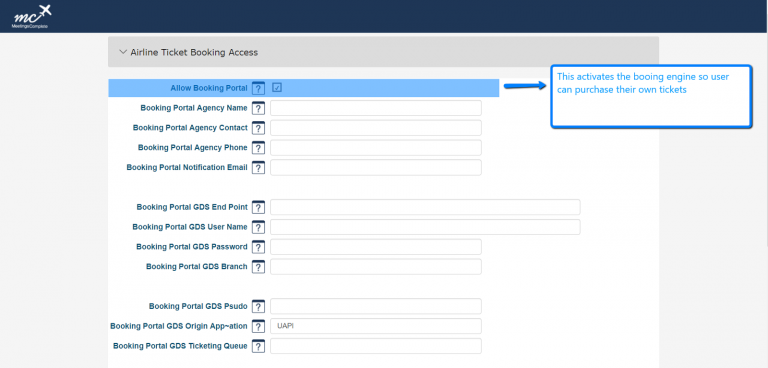 mc
MeetingsComplete
Airline Ticket Booking Access
Allow Booking Portal ?
This activates the booing engine so user
can purchase their own tickets
Booking Portal Agency Name ?
Booking Portal Agency Contact ?
Booking Portal Agency Phone ?
Booking Portal Notification Email ?
Booking Portal GDS End Point ?
Booking Portal GDS User Name ?
Booking Portal GDS Password ?
Booking Portal GDS Branch ?
Booking Portal GDS Psudo ?
Booking Portal GDS Origin App~ation ? UAPI
Booking Portal GDS Ticketing Queue ?